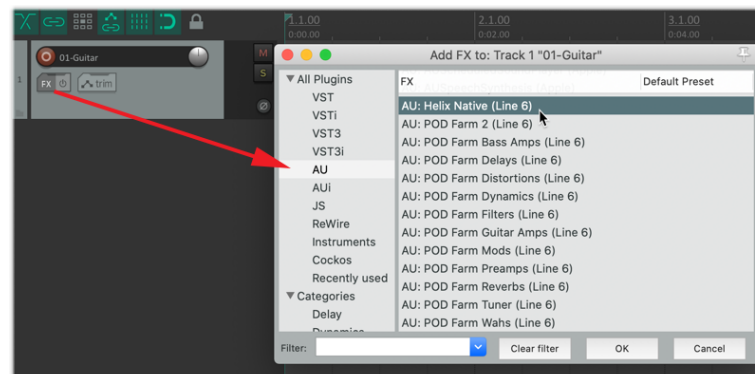 1.1.00 2.1.00 3.1.00
0:00.00 0:02.00 0:04.00
1
01-Guitar
M
FX trim
S
Add FX to: Track 1 "01-Guitar"
All Plugins
VST
VSTi
VST3
VST3i
AU
AUi
JS
ReWire
Instruments
Cockos
Recently used
Categories
Delay
Dynamics
FX Default Preset
AU: Helix Native (Line 6)
AU: POD Farm 2 (Line 6)
AU: POD Farm Bass Amps (Line 6)
AU: POD Farm Delays (Line 6)
AU: POD Farm Distortions (Line 6)
AU: POD Farm Dynamics (Line 6)
AU: POD Farm Filters (Line 6)
AU: POD Farm Guitar Amps (Line 6)
AU: POD Farm Mods (Line 6)
AU: POD Farm Preamps (Line 6)
AU: POD Farm Reverbs (Line 6)
AU: POD Farm Tuner (Line 6)
AU: POD Farm Wahs (Line 6)
Filter: Clear filter OK Cancel